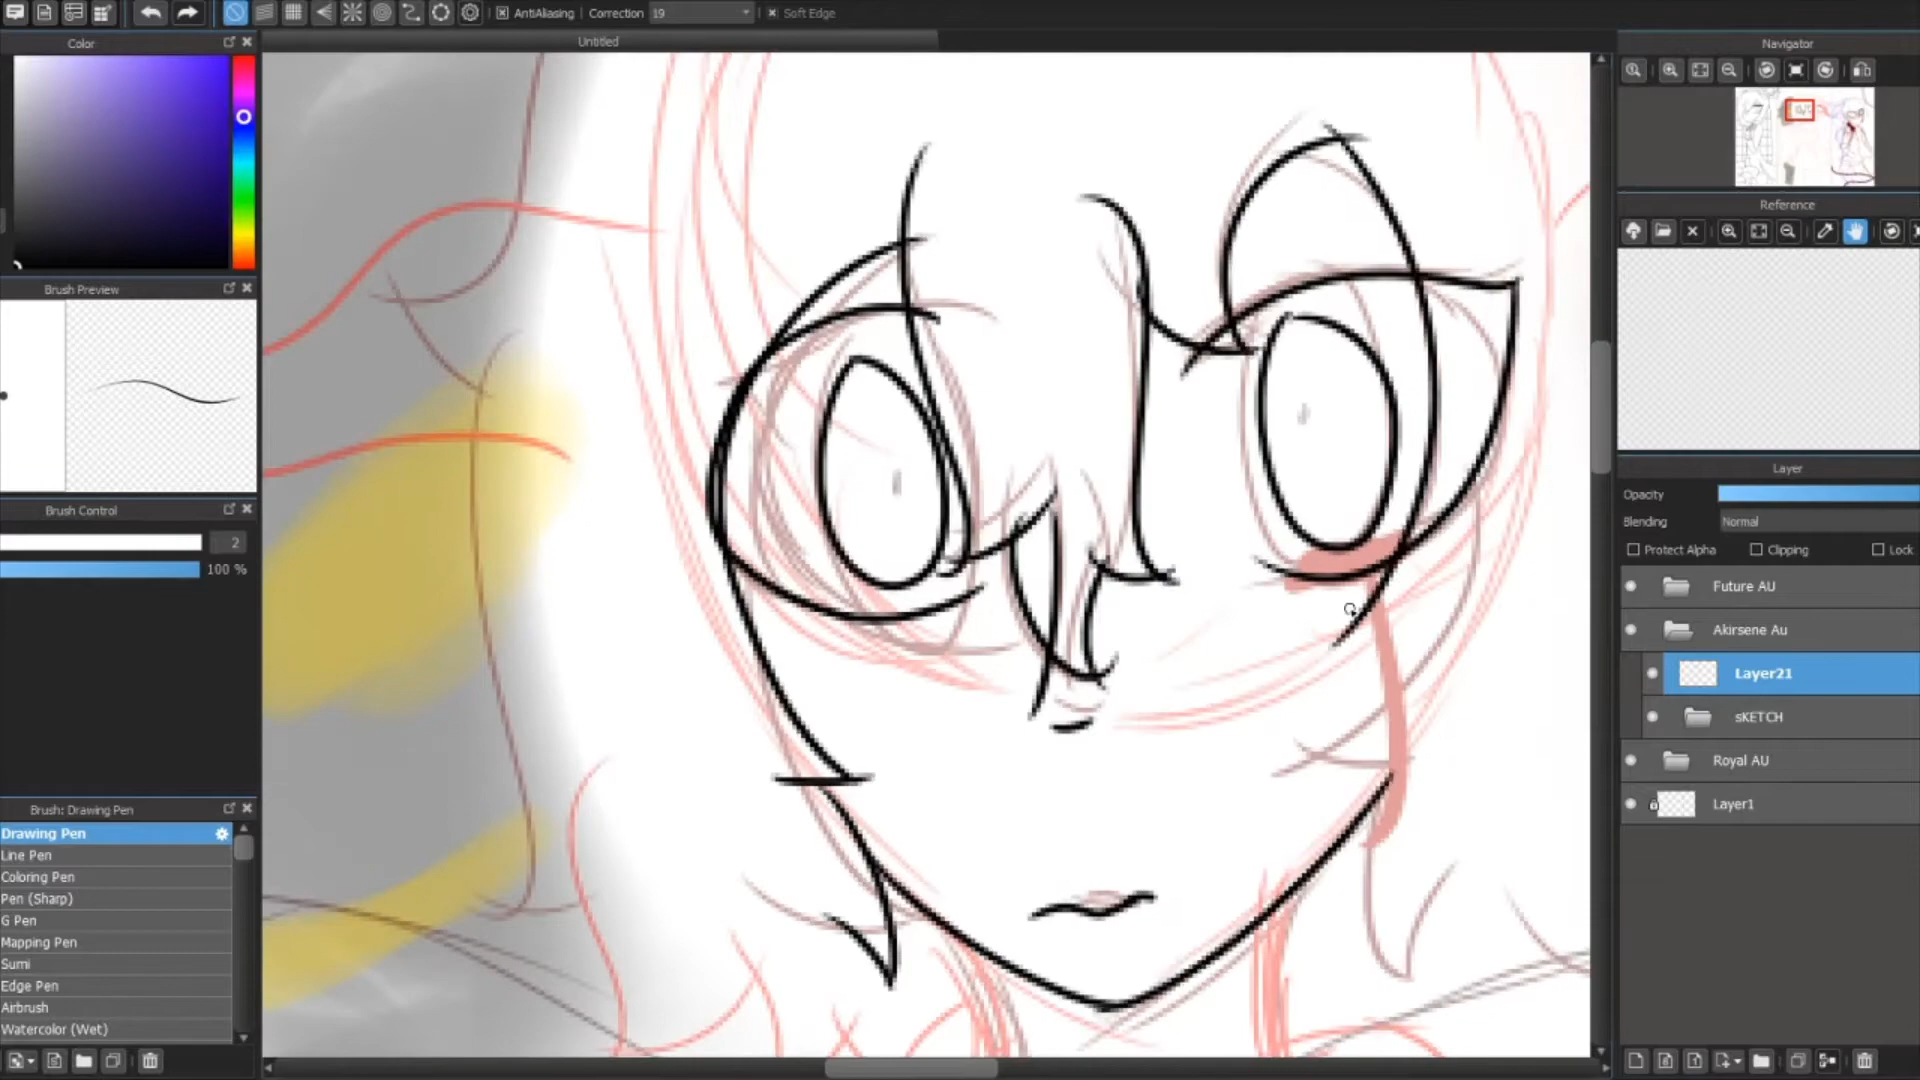 AntiAliasing Correction 19 Soft Edge
Color
Untitled
Navigator
Reference
Brush Preview
Layer
Opacity
Blending Normal
Brush Control
2
Protect Alpha Clipping Lock
100 %
Future AU
Akirsene Au
Layer21
sKETCH
Royal AU
Layer1
Brush: Drawing Pen
Drawing Pen
Line Pen
Coloring Pen
Pen (Sharp)
G Pen
Mapping Pen
Sumi
Edge Pen
Airbrush
Watercolor (Wet)